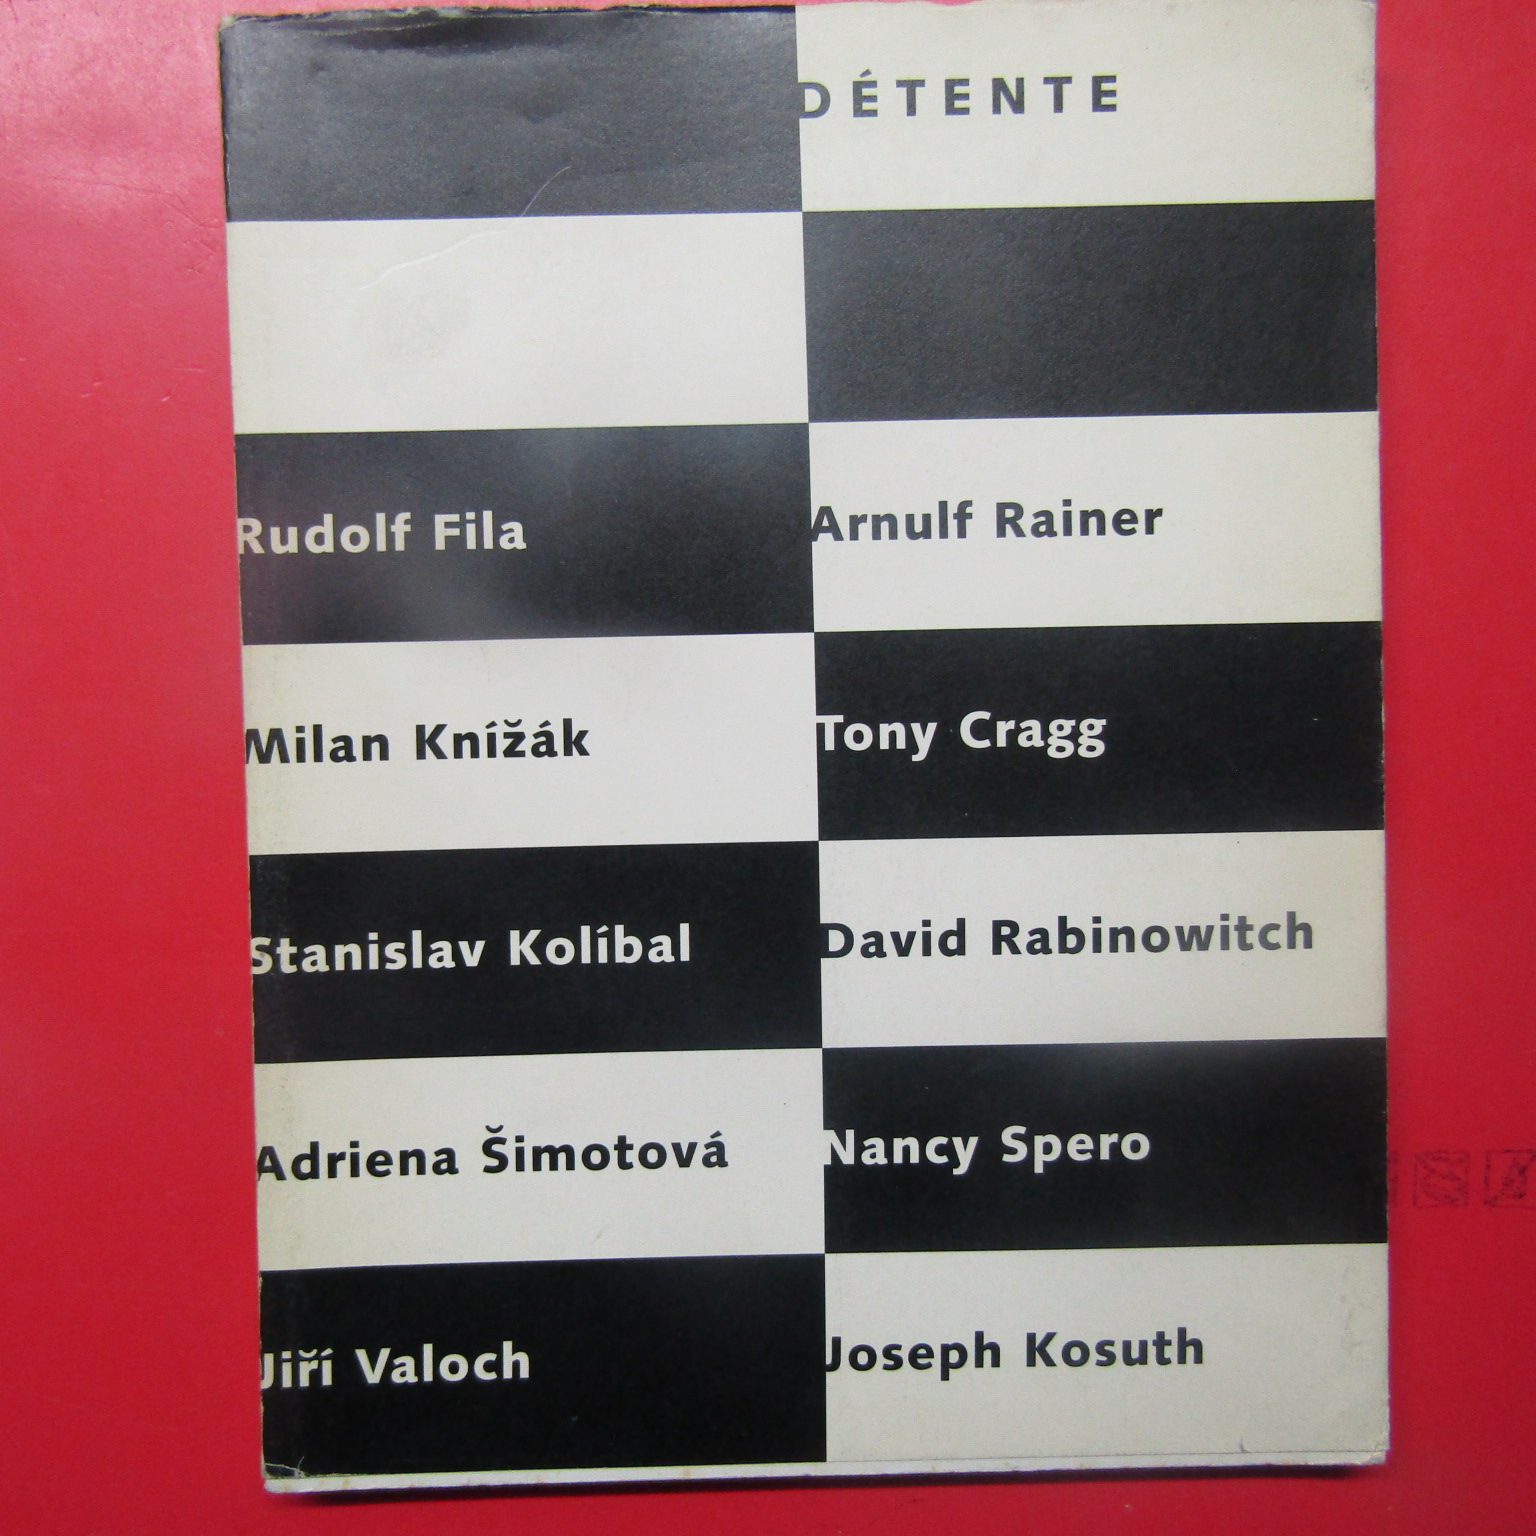 DÉTENTE
Rudolf Fila
Arnulf Rainer
Milan Knížák
Tony Cragg
Stanislav Kolíbal
David Rabinowitch
Adriena Šimotová
Nancy Spero
Jiří Valoch
Joseph Kosuth